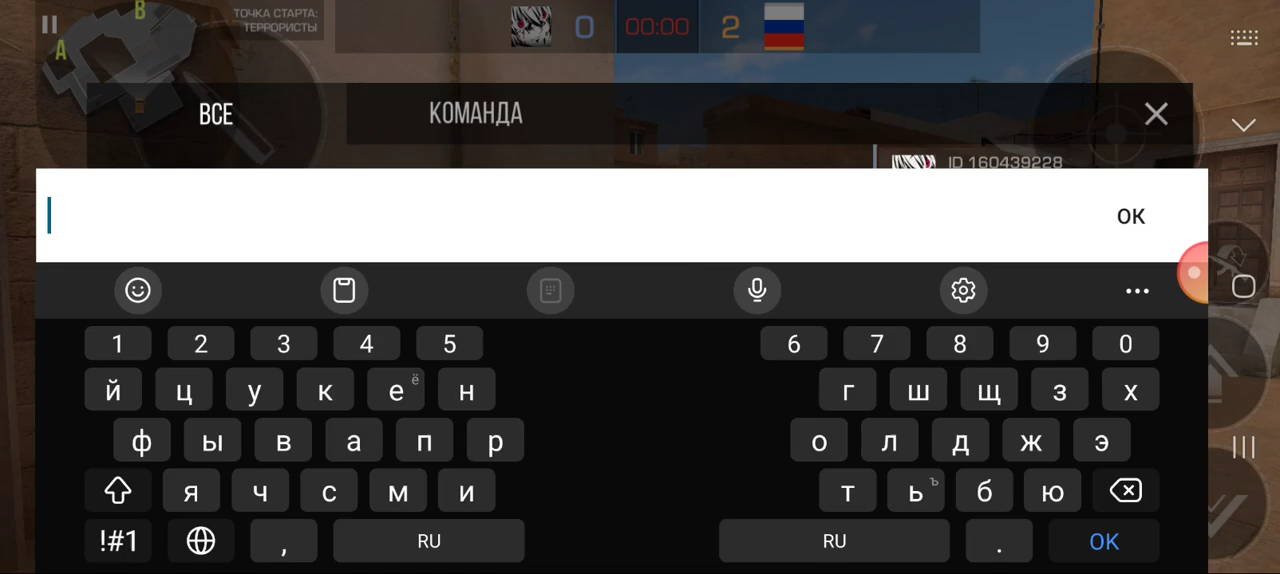 B
A
ТОЧКА СТАРТА:
ТЕРРОРИСТЫ
0
00:00
2
ВСЕ
КОМАНДА
ID 160439228
ОК
1 2 3 4 5 6 7 8 9 0
й ц у к е ё н г ш щ з х
ф ы в а п р о л д ж э
я ч с м и т ь ъ б ю
!#1 , RU RU . OK